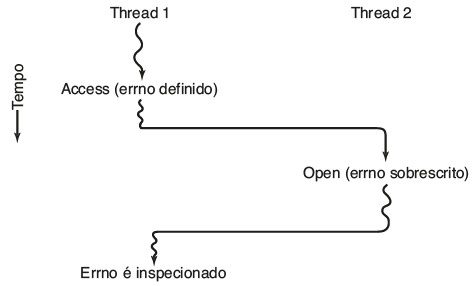 Thread 1
Thread 2
Tempo
Access (errno definido)
Open (errno sobrescrito)
Errno é inspecionado